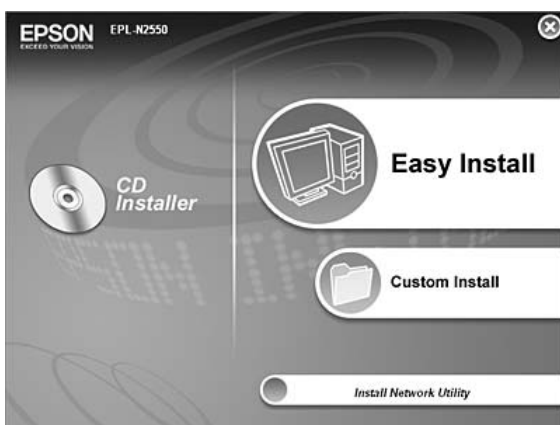 EPSON
EXCEED YOUR VISION
EPL-N2550
CD
Installer
Easy Install
Custom Install
Install Network Utility